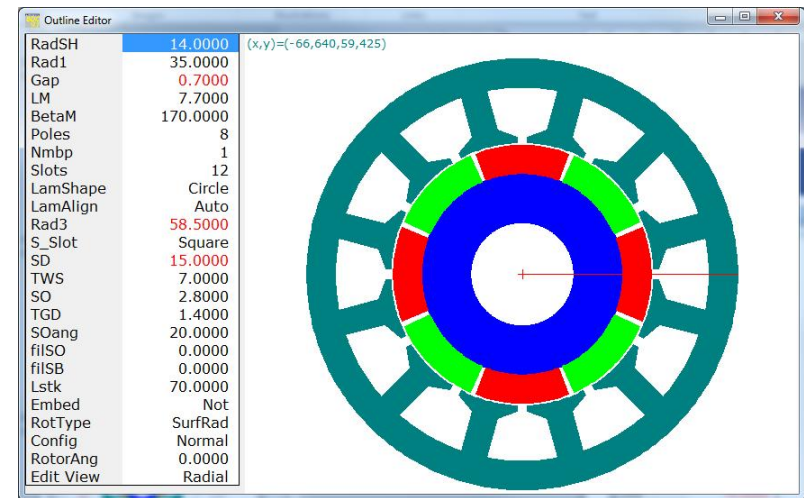 Outline Editor
RadSH 14.0000
(x,y)=(-66,640,59,425)
Rad1 35.0000
Gap 0.7000
LM 7.7000
BetaM 170.0000
Poles 8
Nmbp 1
Slots 12
LamShape Circle
LamAlign Auto
Rad3 58.5000
S_Slot Square
SD 15.0000
TWS 7.0000
SO 2.8000
TGD 1.4000
SOang 20.0000
filSO 0.0000
filSB 0.0000
Lstk 70.0000
Embed Not
RotType SurfRad
Config Normal
RotorAng 0.0000
Edit View Radial